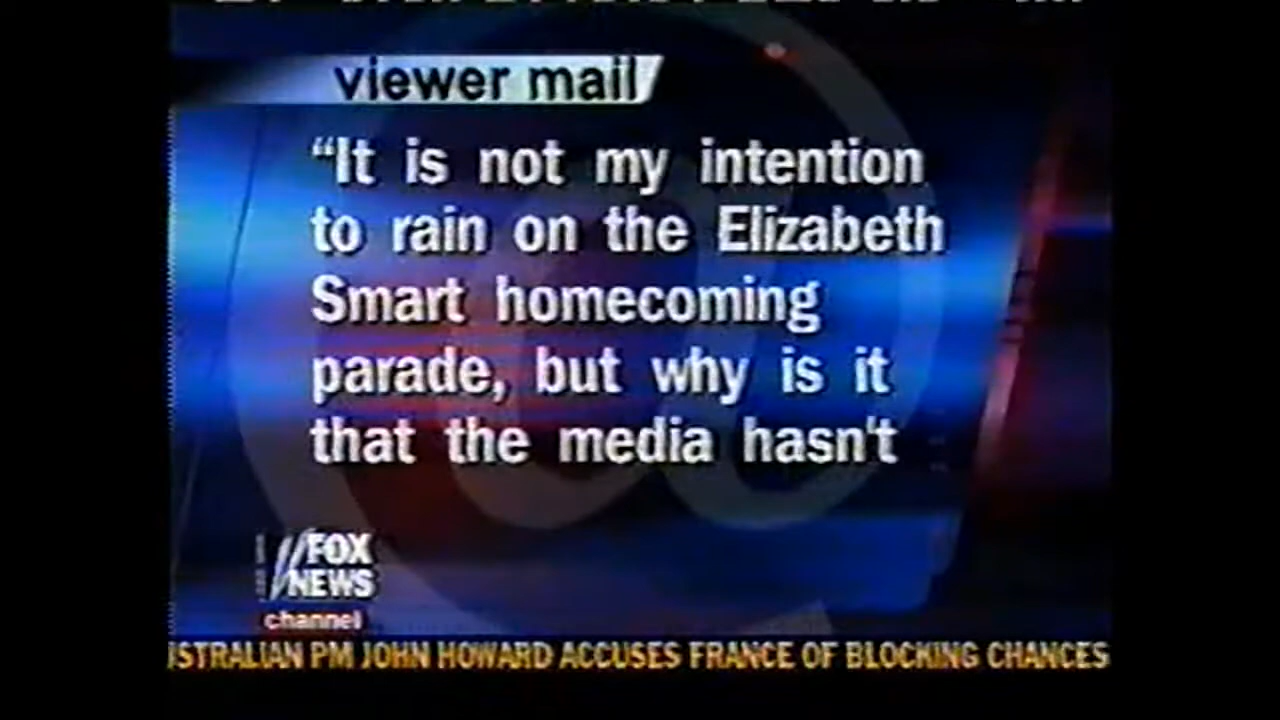 viewer mail
“It is not my intention
to rain on the Elizabeth
Smart homecoming
parade, but why is it
that the media hasn't
FOX
NEWS
channel
STRALIAN PM JOHN HOWARD ACCUSES FRANCE OF BLOCKING CHANCES